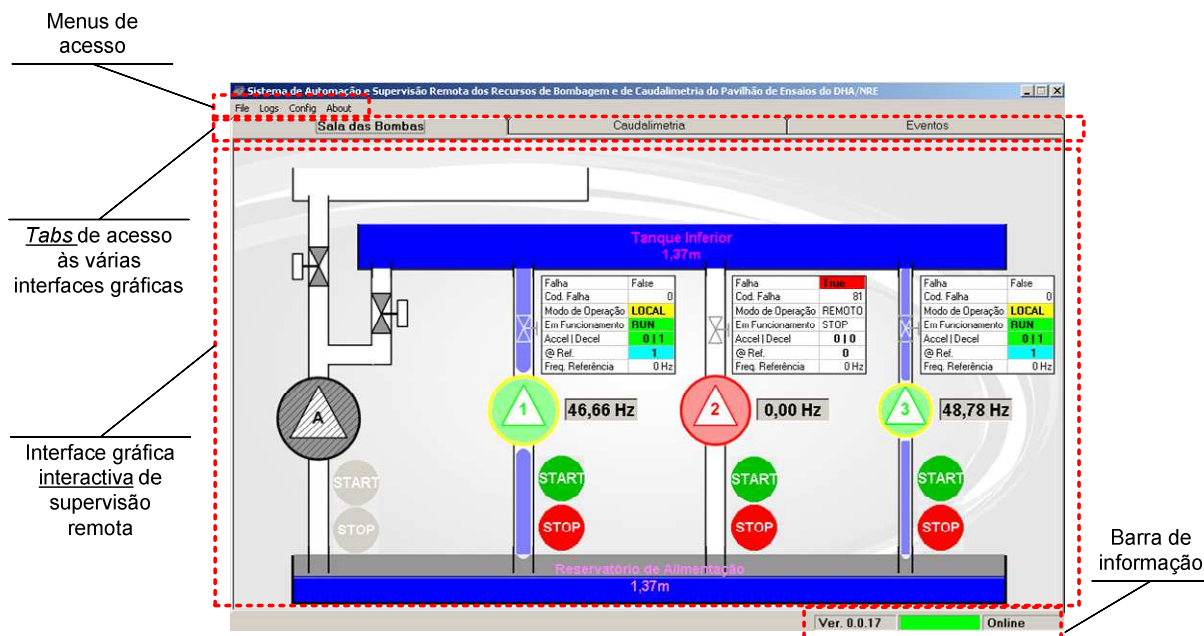 Menus de
acesso
Sistema de Automação e Supervisão Remota dos Recursos de Bombagem e de Caudalimetria do Pavilhão de Ensaios do DHA/NRE
File Logs Config About
Sala das Bombas Caudalimetria Eventos
Tabs de acesso
às várias
interfaces gráficas
Tanque Inferior
1,37m
Falha False
Cod. Falha 0
Modo de Operação LOCAL
Em Funcionamento RUN
Accel | Decel 0 | 1
@ Ref. 1
Freq. Referência 0 Hz
Falha True
Cod. Falha 81
Modo de Operação REMOTO
Em Funcionamento STOP
Accel | Decel 0 | 0
@ Ref. 0
Freq. Referência 0 Hz
Falha False
Cod. Falha 0
Modo de Operação LOCAL
Em Funcionamento RUN
Accel | Decel 0 | 1
@ Ref. 1
Freq. Referência 0 Hz
A
1
46,66 Hz
2
0,00 Hz
3
48,78 Hz
Interface gráfica
interactiva de
supervisão
remota
START START START START
STOP STOP STOP STOP
Reservatório de Alimentação
1,37m
Barra de
informação
Ver. 0.0.17 Online